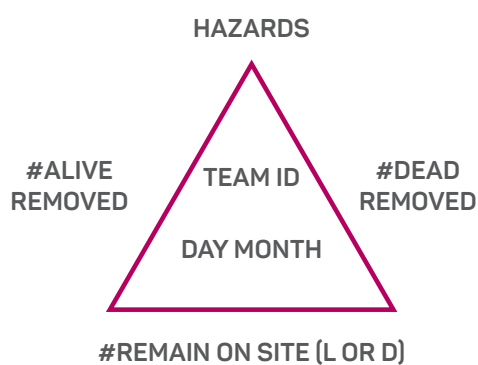 HAZARDS
#ALIVE
REMOVED
TEAM ID
#DEAD
REMOVED
DAY MONTH
#REMAIN ON SITE (L OR D)